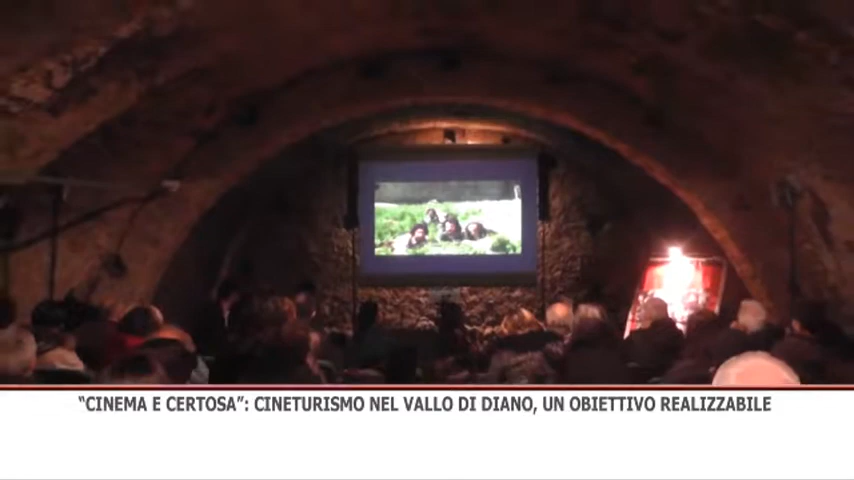 “CINEMA E CERTOSA”: CINETURISMO NEL VALLO DI DIANO, UN OBIETTIVO REALIZZABILE